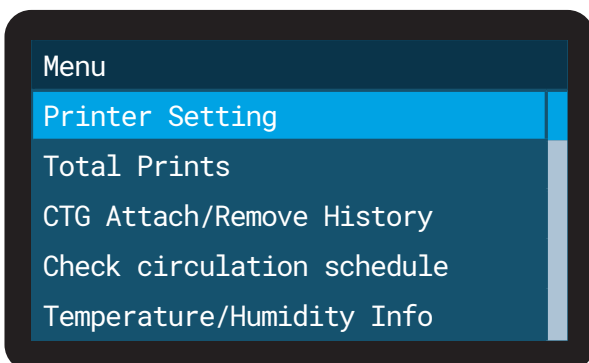 Menu
Printer Setting
Total Prints
CTG Attach/Remove History
Check circulation schedule
Temperature/Humidity Info